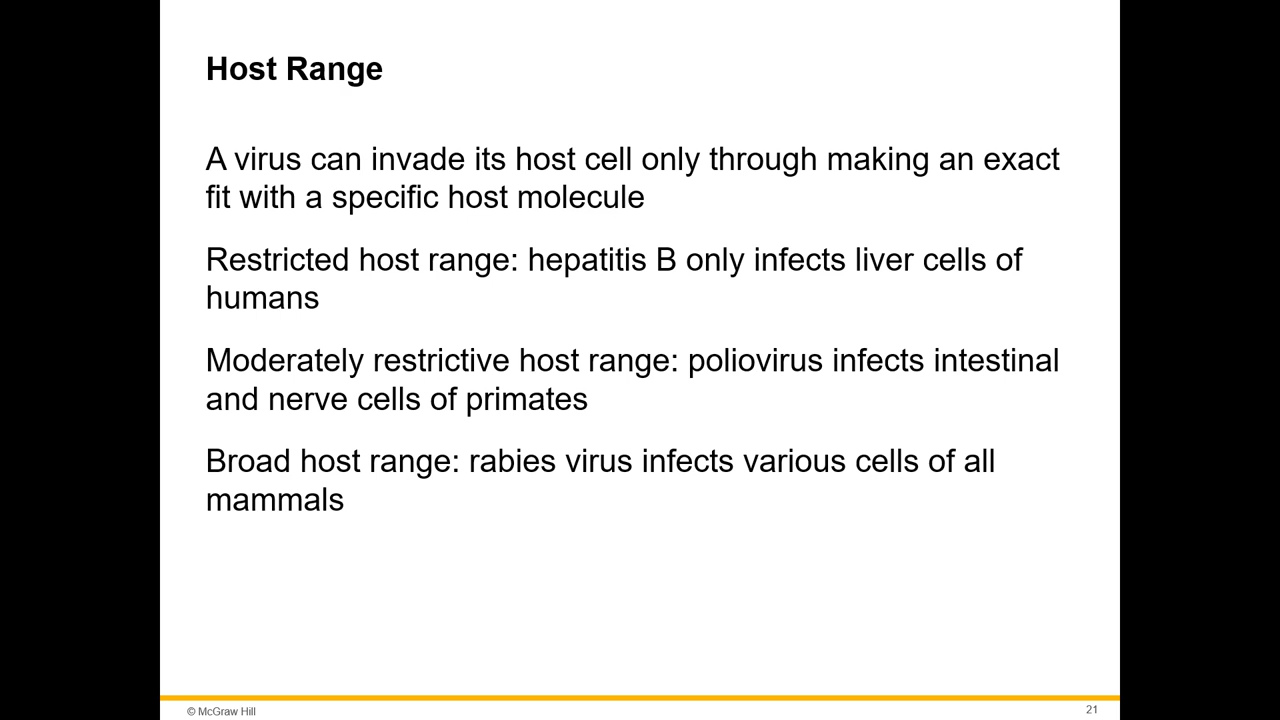 Host Range
A virus can invade its host cell only through making an exact
fit with a specific host molecule
Restricted host range: hepatitis B only infects liver cells of
humans
Moderately restrictive host range: poliovirus infects intestinal
and nerve cells of primates
Broad host range: rabies virus infects various cells of all
mammals
© McGraw Hill
21